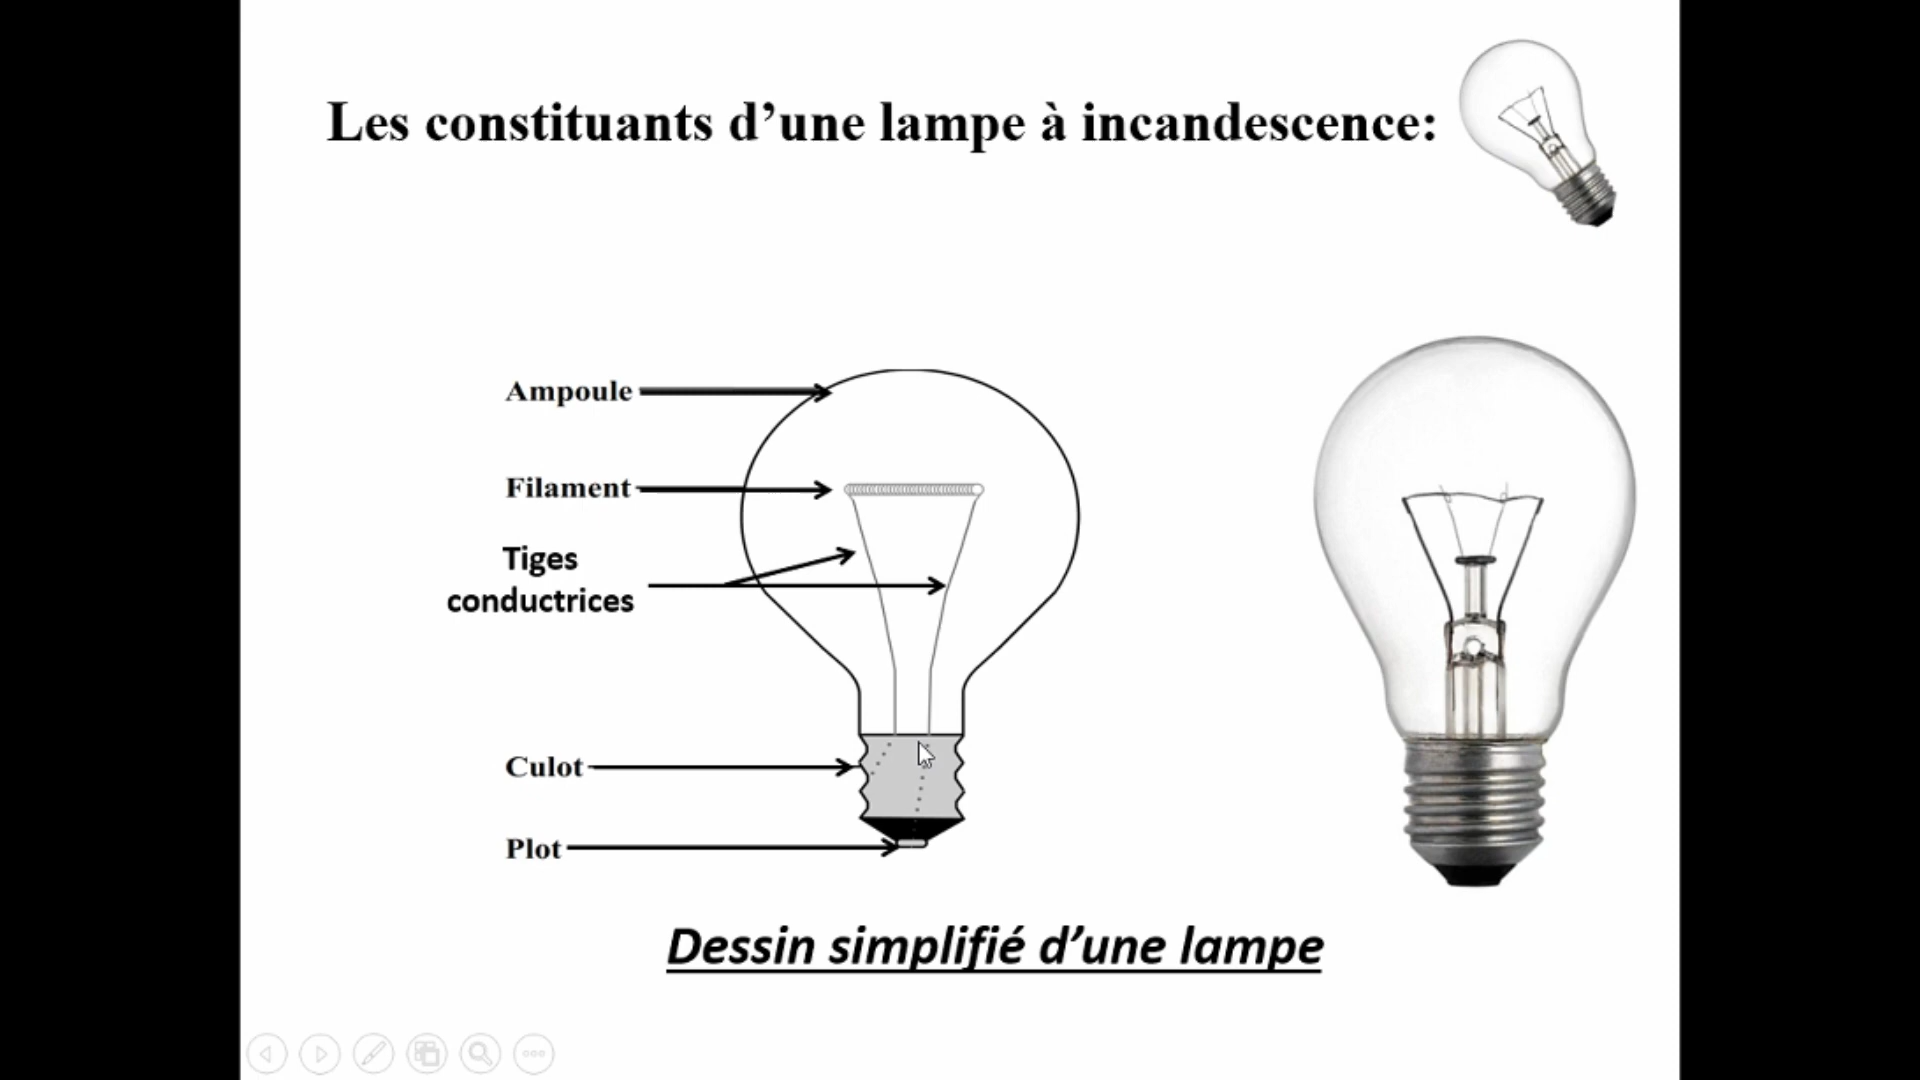 Les constituants d’une lampe à incandescence:
Ampoule
Filament
Tiges
conductrices
Culot
Plot
Dessin simplifié d’une lampe